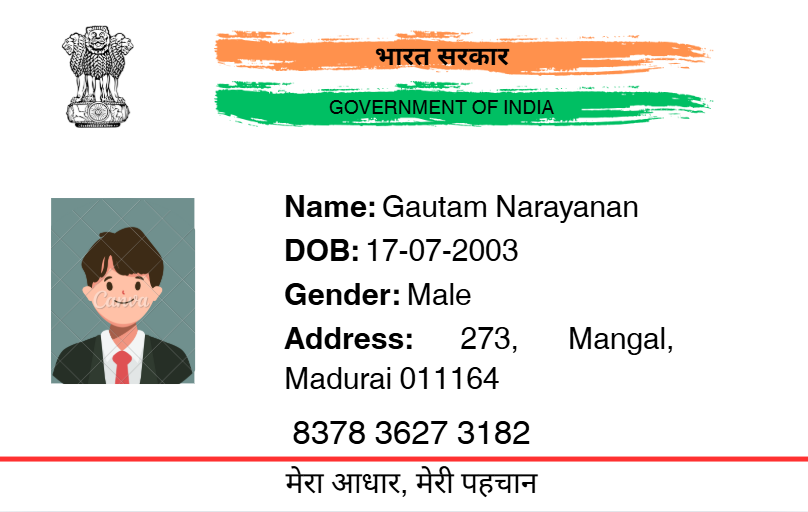 भारत सरकार
GOVERNMENT OF INDIA
Canva
Name: Gautam Narayanan
DOB: 17-07-2003
Gender: Male
Address: 273, Mangal,
Madurai 011164
8378 3627 3182
मेरा आधार, मेरी पहचान